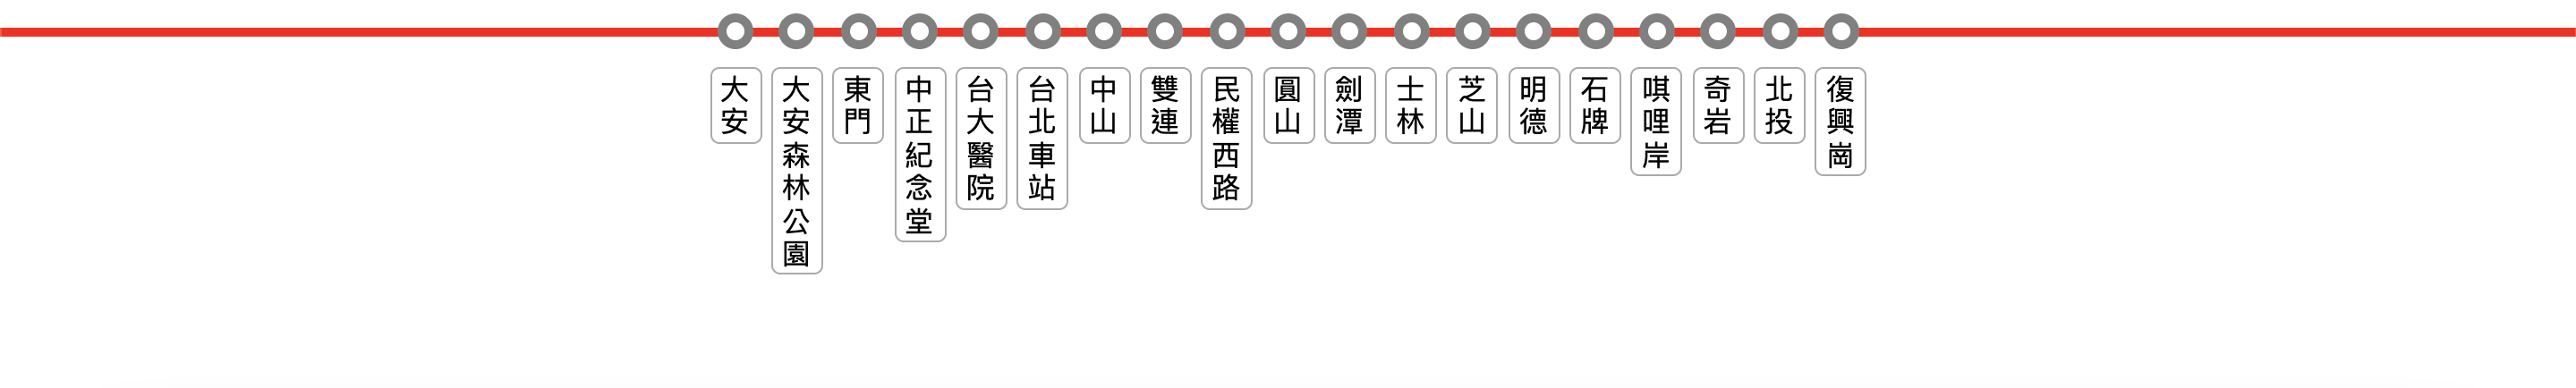 大安
大安森林公園
東門
中正紀念堂
台大醫院
台北車站
中山
雙連
民權西路
圓山
劍潭
士林
芝山
明德
石牌
唭哩岸
奇岩
北投
復興崗